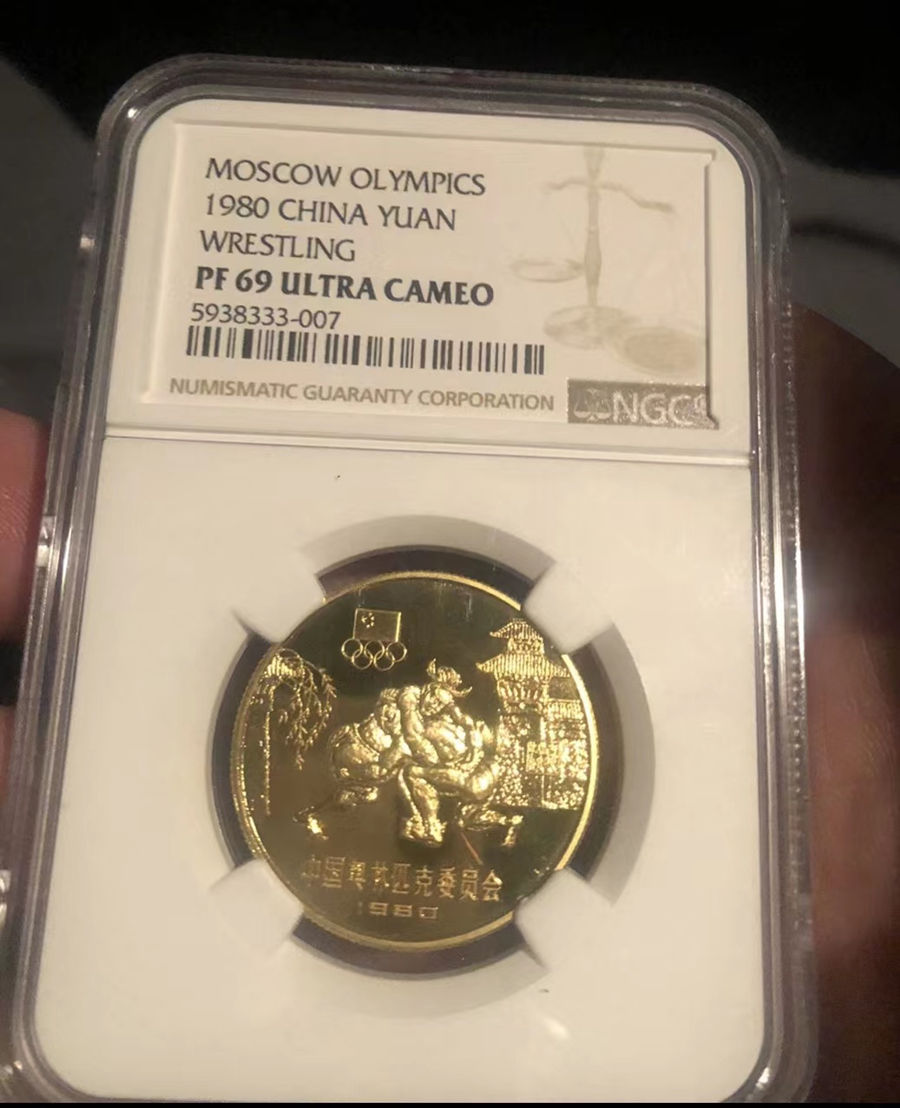 MOSCOW OLYMPICS
1980 CHINA YUAN
WRESTLING
PF 69 ULTRA CAMEO
5938333-007
NUMISMATIC GUARANTY CORPORATION
NGC
中国奥林匹克委员会
1980